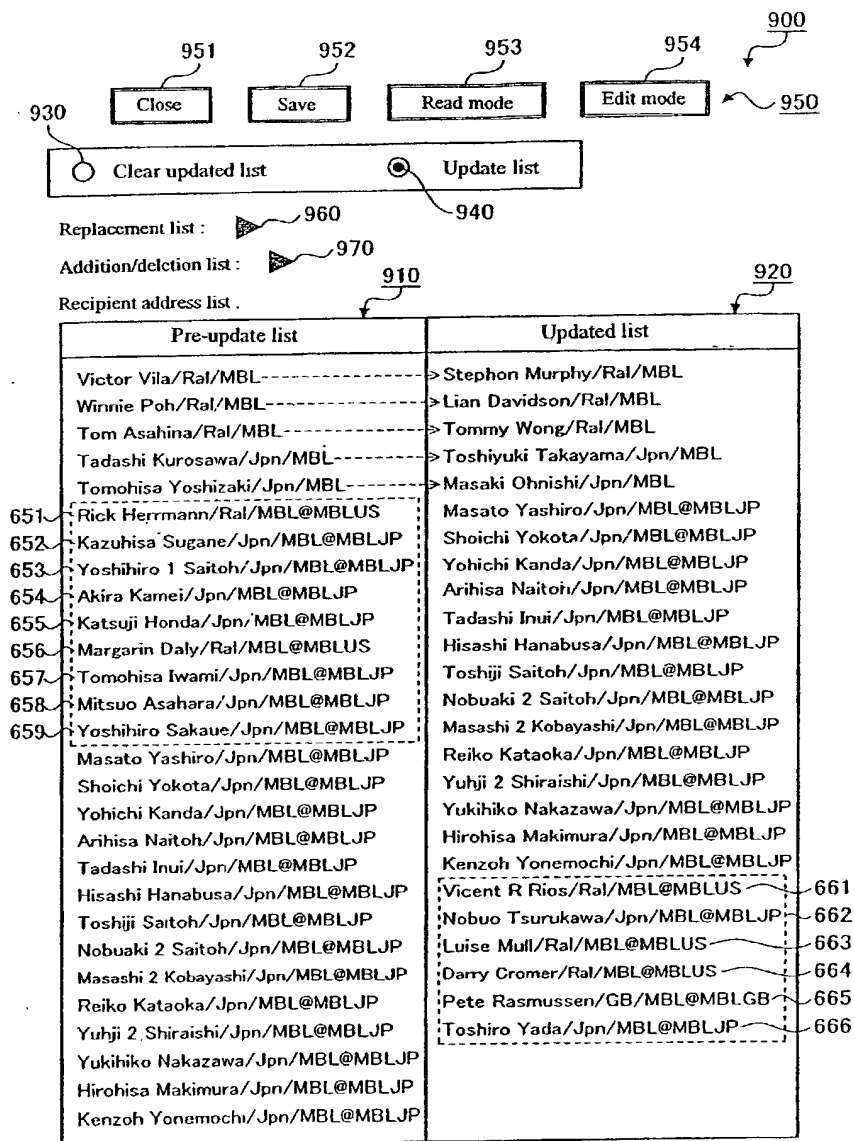 900
951 952 953 954
Close Save Read mode Edit mode 950
930
Clear updated list Update list
940
Replacement list : 960
Addition/deletion list : 970
Recipient address list . 910 920
Pre-update list Updated list
Victor Vila/Ral/MBL Stephon Murphy/Ral/MBL
Winnie Poh/Ral/MBL Lian Davidson/Ral/MBL
Tom Asahina/Ral/MBL Tommy Wong/Ral/MBL
Tadashi Kurosawa/Jpn/MBL Toshiyuki Takayama/Jpn/MBL
Tomohisa Yoshizaki/Jpn/MBL Masaki Ohnishi/Jpn/MBL
651 Rick Herrmann/Ral/MBL@MBLUS Masato Yashiro/Jpn/MBL@MBLJP
652 Kazuhisa Sugane/Jpn/MBL@MBLJP Shoichi Yokota/Jpn/MBL@MBLJP
653 Yoshihiro 1 Saitoh/Jpn/MBL@MBLJP Yohichi Kanda/Jpn/MBL@MBLJP
654 Akira Kamei/Jpn/MBL@MBLJP Arihisa Naitoh/Jpn/MBL@MBLJP
655 Katsuji Honda/Jpn/MBL@MBLJP Tadashi Inui/Jpn/MBL@MBLJP
656 Margarin Daly/Ral/MBL@MBLUS Hisashi Hanabusa/Jpn/MBL@MBLJP
657 Tomohisa Iwami/Jpn/MBL@MBLJP Toshiji Saitoh/Jpn/MBL@MBLJP
658 Mitsuo Asahara/Jpn/MBL@MBLJP Nobuaki 2 Saitoh/Jpn/MBL@MBLJP
659 Yoshihiro Sakaue/Jpn/MBL@MBLJP Masashi 2 Kobayashi/Jpn/MBL@MBLJP
Masato Yashiro/Jpn/MBL@MBLJP Reiko Kataoka/Jpn/MBL@MBLJP
Shoichi Yokota/Jpn/MBL@MBLJP Yuhji 2 Shiraishi/Jpn/MBL@MBLJP
Yohichi Kanda/Jpn/MBL@MBLJP Yukihiko Nakazawa/Jpn/MBL@MBLJP
Arihisa Naitoh/Jpn/MBL@MBLJP Hirohisa Makimura/Jpn/MBL@MBLJP
Tadashi Inui/Jpn/MBL@MBLJP Kenzoh Yonemochi/Jpn/MBL@MBLJP
Hisashi Hanabusa/Jpn/MBL@MBLJP Vicent R Rios/Ral/MBL@MBLUS 661
Toshiji Saitoh/Jpn/MBL@MBLJP Nobuo Tsurukawa/Jpn/MBL@MBLJP 662
Nobuaki 2 Saitoh/Jpn/MBL@MBLJP Luise Mull/Ral/MBL@MBLUS 663
Masashi 2 Kobayashi/Jpn/MBL@MBLJP Darry Cromer/Ral/MBL@MBLUS 664
Reiko Kataoka/Jpn/MBL@MBLJP Pete Rasmussen/GB/MBL@MBLGB 665
Yuhji 2 Shiraishi/Jpn/MBL@MBLJP Toshiro Yada/Jpn/MBL@MBLJP 666
Yukihiko Nakazawa/Jpn/MBL@MBLJP
Hirohisa Makimura/Jpn/MBL@MBLJP
Kenzoh Yonemochi/Jpn/MBL@MBLJP